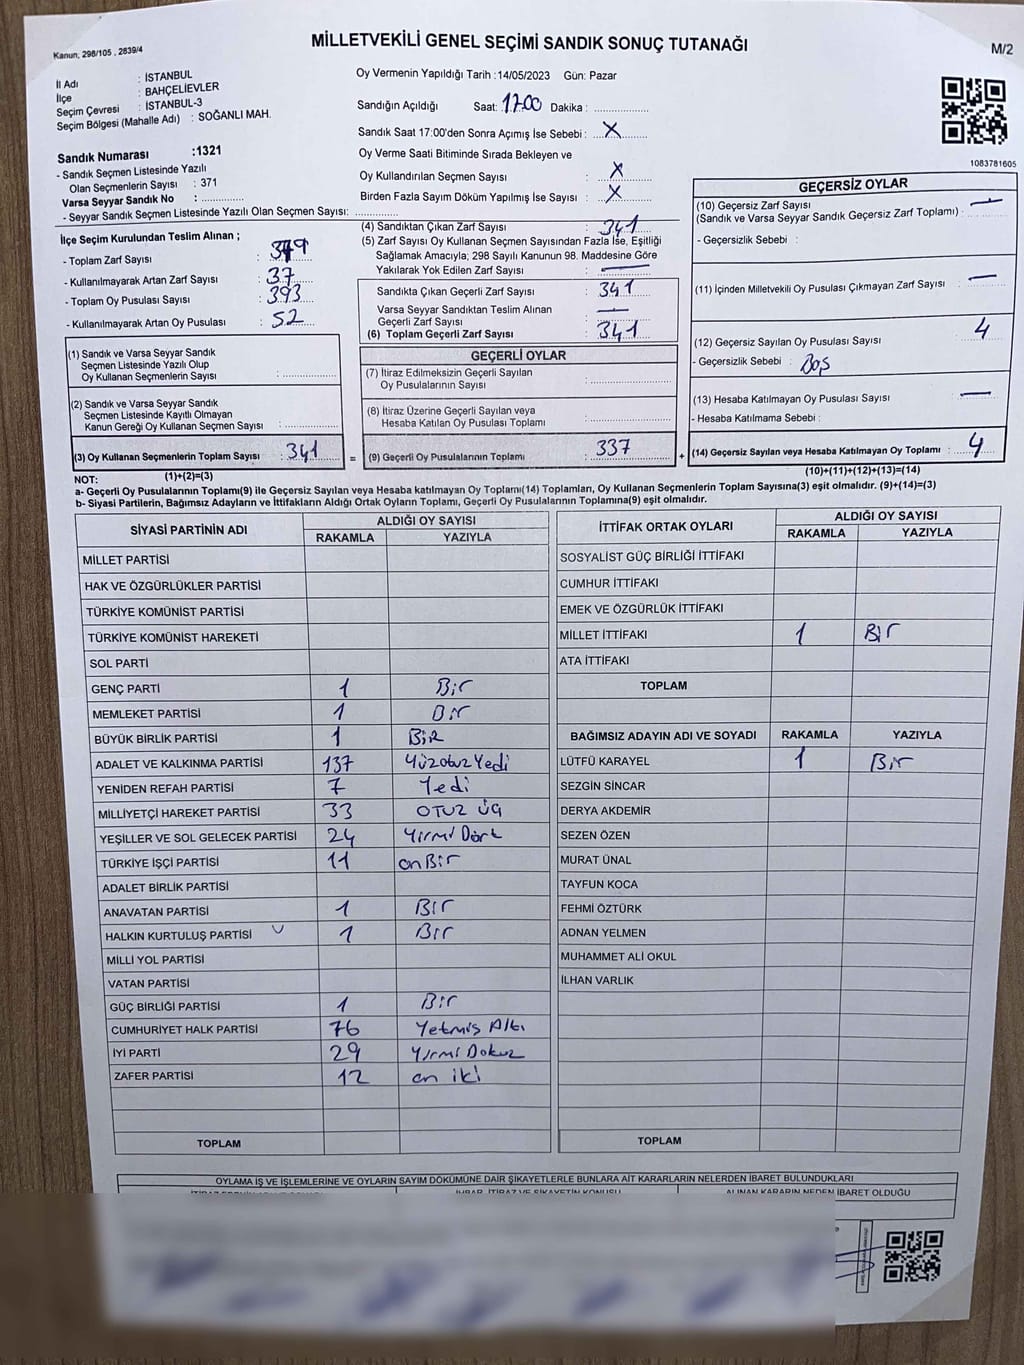 Kanun, 298/105 , 2839/4
MİLLETVEKİLİ GENEL SEÇİMİ SANDIK SONUÇ TUTANAĞI
M/2
İl Adı : İSTANBUL
İlçe : BAHÇELİEVLER
Seçim Çevresi : İSTANBUL-3
Seçim Bölgesi (Mahalle Adı) : SOĞANLI MAH.
Sandık Numarası :1321
- Sandık Seçmen Listesinde Yazılı
Olan Seçmenlerin Sayısı : 371
Varsa Seyyar Sandık No : ..................
- Seyyar Sandık Seçmen Listesinde Yazılı Olan Seçmen Sayısı: ..............
Oy Vermenin Yapıldığı Tarih :14/05/2023 Gün: Pazar
Sandığın Açıldığı Saat: 17.00 Dakika : ..................
Sandık Saat 17:00'den Sonra Açımış İse Sebebi : X
Oy Verme Saati Bitiminde Sırada Bekleyen ve
Oy Kullandırılan Seçmen Sayısı : X
Birden Fazla Sayım Döküm Yapılmış İse Sayısı : X
1083781605
İlçe Seçim Kurulundan Teslim Alınan ;
- Toplam Zarf Sayısı :
- Kullanılmayarak Artan Zarf Sayısı : 37
- Toplam Oy Pusulası Sayısı : 393
- Kullanılmayarak Artan Oy Pusulası : 52
(4) Sandıktan Çıkan Zarf Sayısı : 341
(5) Zarf Sayısı Oy Kullanan Seçmen Sayısından Fazla İse, Eşitliği
Sağlamak Amacıyla; 298 Sayılı Kanunun 98. Maddesine Göre
Yakılarak Yok Edilen Zarf Sayısı : —
Sandıkta Çıkan Geçerli Zarf Sayısı : 341
Varsa Seyyar Sandıktan Teslim Alınan
Geçerli Zarf Sayısı : —
(6) Toplam Geçerli Zarf Sayısı : 341
GEÇERSİZ OYLAR
(10) Geçersiz Zarf Sayısı
(Sandık ve Varsa Seyyar Sandık Geçersiz Zarf Toplamı) : —
- Geçersizlik Sebebi :
(11) İçinden Milletvekili Oy Pusulası Çıkmayan Zarf Sayısı : —
(12) Geçersiz Sayılan Oy Pusulası Sayısı : 4
- Geçersizlik Sebebi : Boş
(13) Hesaba Katılmayan Oy Pusulası Sayısı : —
- Hesaba Katılmama Sebebi :
(14) Geçersiz Sayılan veya Hesaba Katılmayan Oy Toplamı : 4
(10)+(11)+(12)+(13)=(14)
(1) Sandık ve Varsa Seyyar Sandık
Seçmen Listesinde Yazılı Olup
Oy Kullanan Seçmenlerin Sayısı : ..................
(2) Sandık ve Varsa Seyyar Sandık
Seçmen Listesinde Kayıtlı Olmayan
Kanun Gereği Oy Kullanan Seçmen Sayısı : ..................
(3) Oy Kullanan Seçmenlerin Toplam Sayısı : 341 =
(1)+(2)=(3)
GEÇERLİ OYLAR
(7) İtiraz Edilmeksizin Geçerli Sayılan
Oy Pusulalarının Sayısı : ..................
(8) İtiraz Üzerine Geçerli Sayılan veya
Hesaba Katılan Oy Pusulası Toplamı : ..................
(9) Geçerli Oy Pusulalarının Toplamı : 337 +
NOT:
a- Geçerli Oy Pusulalarının Toplamı(9) ile Geçersiz Sayılan veya Hesaba katılmayan Oy Toplamı(14) Toplamları, Oy Kullanan Seçmenlerin Toplam Sayısına(3) eşit olmalıdır. (9)+(14)=(3)
b- Siyasi Partilerin, Bağımsız Adayların ve İttifakların Aldığı Oyların Toplamı, Geçerli Oy Pusulalarının Toplamına(9) eşit olmalıdır.
SİYASİ PARTİNİN ADI ALDIĞI OY SAYISI
RAKAMLA YAZIYLA
MİLLET PARTİSİ
HAK VE ÖZGÜRLÜKLER PARTİSİ
TÜRKİYE KOMÜNİST PARTİSİ
TÜRKİYE KOMÜNİST HAREKETİ
SOL PARTİ
GENÇ PARTİ 1 Bir
MEMLEKET PARTİSİ 1 Bir
BÜYÜK BİRLİK PARTİSİ 1 BİR
ADALET VE KALKINMA PARTİSİ 137 Yüzotuz Yedi
YENİDEN REFAH PARTİSİ 7 Yedi
MİLLİYETÇİ HAREKET PARTİSİ 33 OTUZ ÜÇ
YEŞİLLER VE SOL GELECEK PARTİSİ 24 Yirmi Dört
TÜRKİYE İŞÇİ PARTİSİ 11 onBir
ADALET BİRLİK PARTİSİ
ANAVATAN PARTİSİ 1 Bir
HALKIN KURTULUŞ PARTİSİ 1 Bir
MİLLİ YOL PARTİSİ
VATAN PARTİSİ
GÜÇ BİRLİĞİ PARTİSİ 1 Bir
CUMHURİYET HALK PARTİSİ 76 Yetmiş Altı
İYİ PARTİ 29 Yirmi Dokuz
ZAFER PARTİSİ 12 on iki
TOPLAM
İTTİFAK ORTAK OYLARI ALDIĞI OY SAYISI
RAKAMLA YAZIYLA
SOSYALİST GÜÇ BİRLİĞİ İTTİFAKI
CUMHUR İTTİFAKI
EMEK VE ÖZGÜRLÜK İTTİFAKI
MİLLET İTTİFAKI 1 Bir
ATA İTTİFAKI
TOPLAM
BAĞIMSIZ ADAYIN ADI VE SOYADI RAKAMLA YAZIYLA
LÜTFÜ KARAYEL 1 Bir
SEZGİN SİNCAR
DERYA AKDEMİR
SEZEN ÖZEN
MURAT ÜNAL
TAYFUN KOCA
FEHMİ ÖZTÜRK
ADNAN YELMEN
MUHAMMET ALİ OKUL
İLHAN VARLIK
TOPLAM
OYLAMA İŞ VE İŞLEMLERİNE VE OYLARIN SAYIM DÖKÜMÜNE DAİR ŞİKAYETLERLE BUNLARA AİT KARARLARIN NELERDEN İBARET BULUNDUKLARI
İHBAR, İTİRAZ VE ŞİKAYETİN KONUSU ALINAN KARARIN NEDEN İBARET OLDUĞU